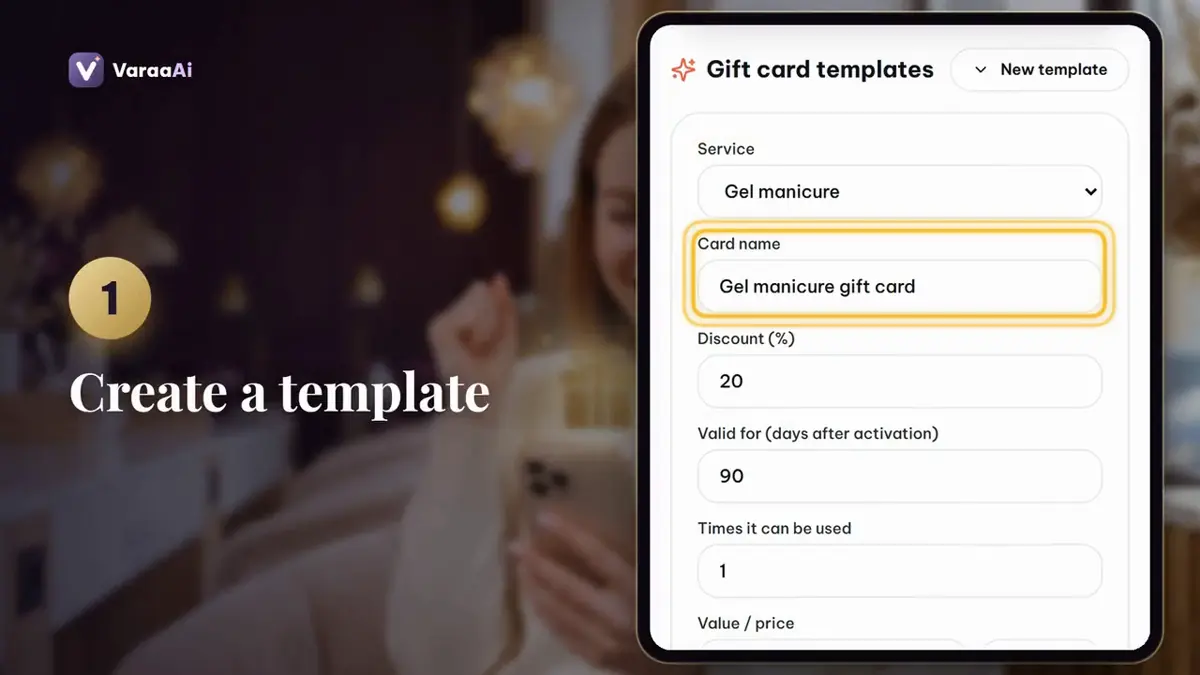 VaraaAi
1
Create a template
Gift card templates
New template
Service
Gel manicure
Card name
Gel manicure gift card
Discount (%)
20
Valid for (days after activation)
90
Times it can be used
1
Value / price